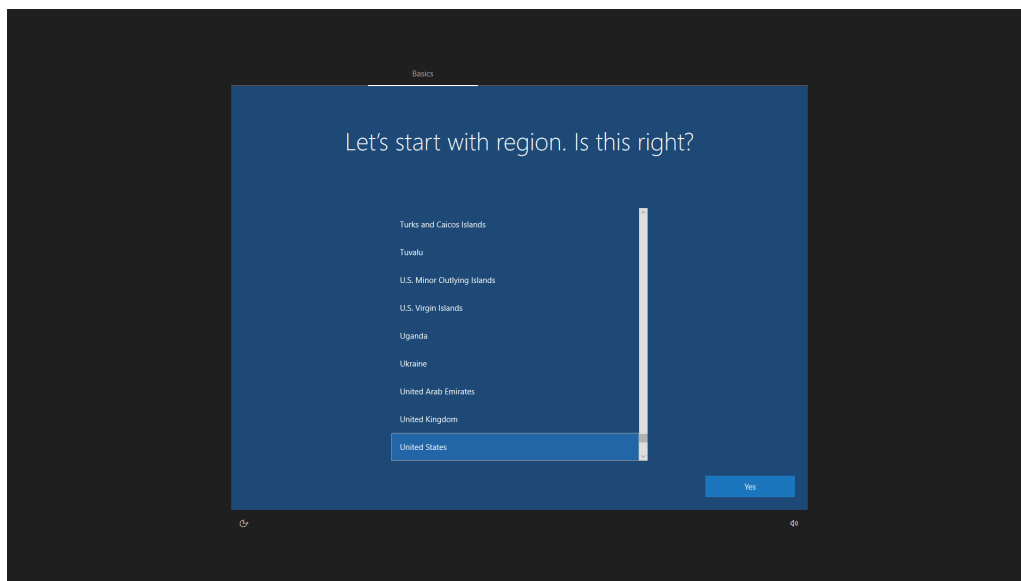 Basics
Let's start with region. Is this right?
Turks and Caicos Islands
Tuvalu
U.S. Minor Outlying Islands
U.S. Virgin Islands
Uganda
Ukraine
United Arab Emirates
United Kingdom
United States
Yes